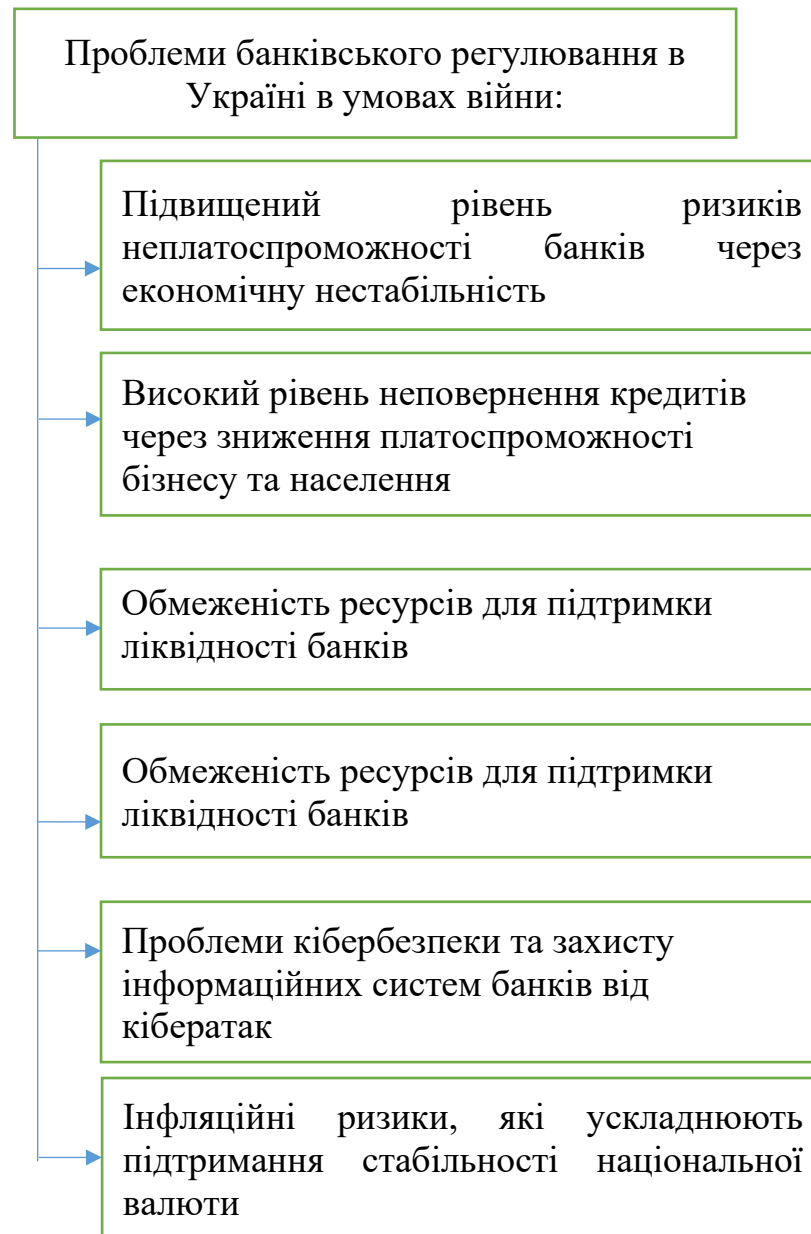 Проблеми банківського регулювання в
Україні в умовах війни:
Підвищений рівень ризиків
неплатоспроможності банків через
економічну нестабільність
Високий рівень неповернення кредитів
через зниження платоспроможності
бізнесу та населення
Обмеженість ресурсів для підтримки
ліквідності банків
Обмеженість ресурсів для підтримки
ліквідності банків
Проблеми кібербезпеки та захисту
інформаційних систем банків від
кібератак
Інфляційні ризики, які ускладнюють
підтримання стабільності національної
валюти